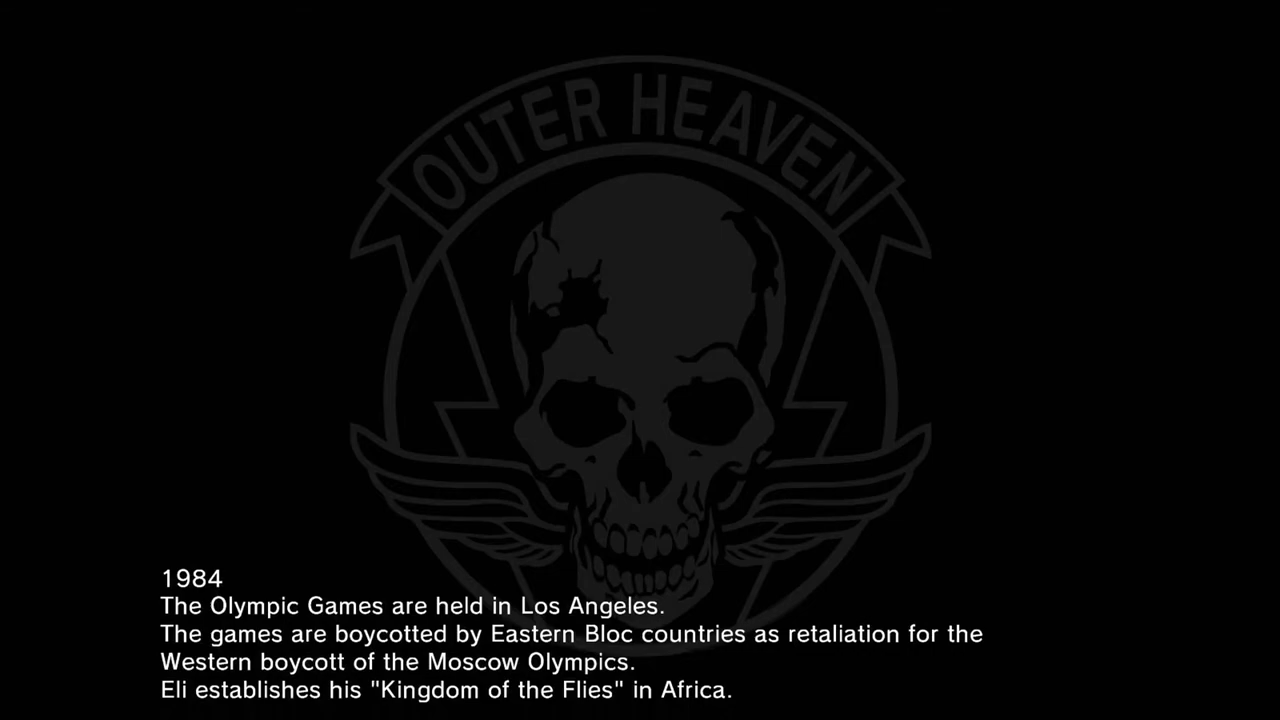 OUTER HEAVEN
1984
The Olympic Games are held in Los Angeles.
The games are boycotted by Eastern Bloc countries as retaliation for the
Western boycott of the Moscow Olympics.
Eli establishes his "Kingdom of the Flies" in Africa.